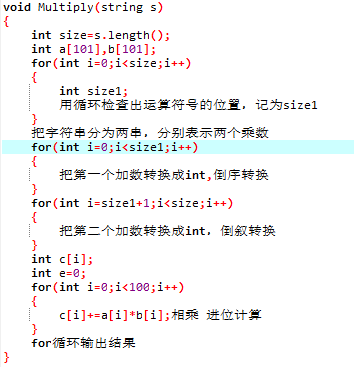 void Multiply(string s)
{
    int size=s.length();
    int a[101],b[101];
    for(int i=0;i<size;i++)
    {
        int size1;
        用循环检查出运算符号的位置，记为size1
    }
    把字符串分为两串，分别表示两个乘数
    for(int i=0;i<size1;i++)
    {
        把第一个加数转换成int,倒序转换
    }
    for(int i=size1+1;i<size;i++)
    {
        把第二个加数转换成int，倒叙转换
    }
    int c[i];
    int e=0;
    for(int i=0;i<100;i++)
    {
        c[i]+=a[i]*b[i];相乘 进位计算
    }
    for循环输出结果
}